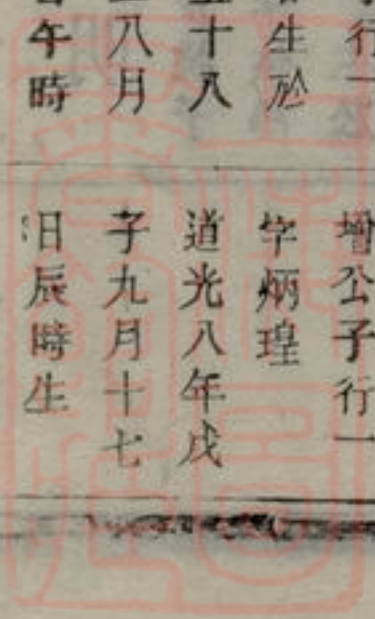 行一
生於
十八
八月
午時
增公子行一
字炳瑝
道光八年戊
子九月十七
日辰時生